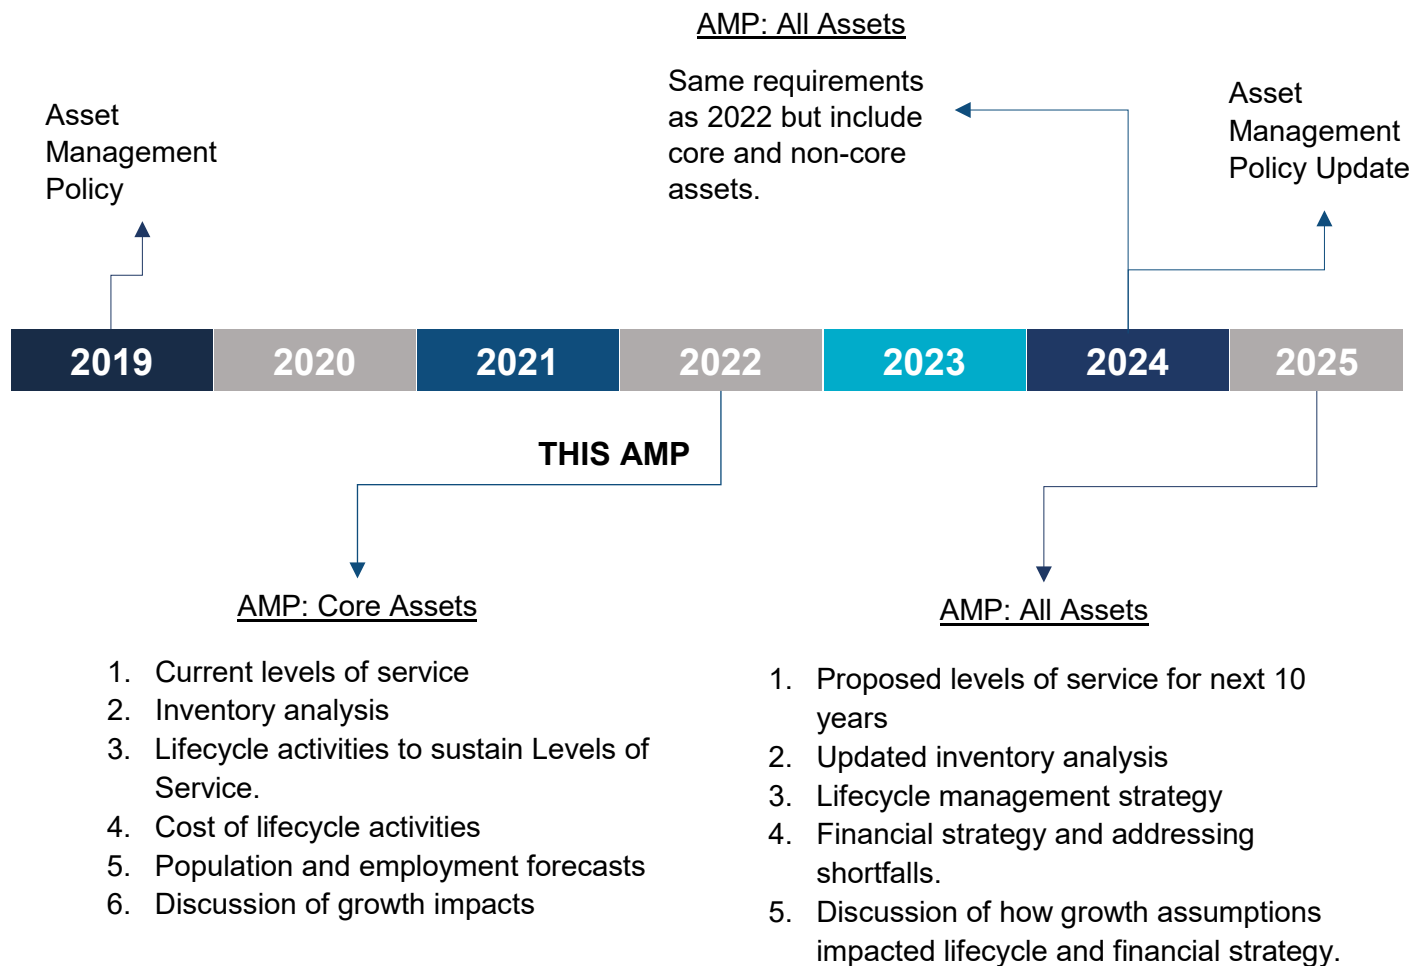 AMP: All Assets
Same requirements
as 2022 but include
core and non-core
assets.
Asset
Management
Policy
Asset
Management
Policy Update
2019
2020
2021
2022
2023
2024
2025
THIS AMP
AMP: Core Assets
1. Current levels of service
2. Inventory analysis
3. Lifecycle activities to sustain Levels of
Service.
4. Cost of lifecycle activities
5. Population and employment forecasts
6. Discussion of growth impacts
AMP: All Assets
1. Proposed levels of service for next 10
years
2. Updated inventory analysis
3. Lifecycle management strategy
4. Financial strategy and addressing
shortfalls.
5. Discussion of how growth assumptions
impacted lifecycle and financial strategy.